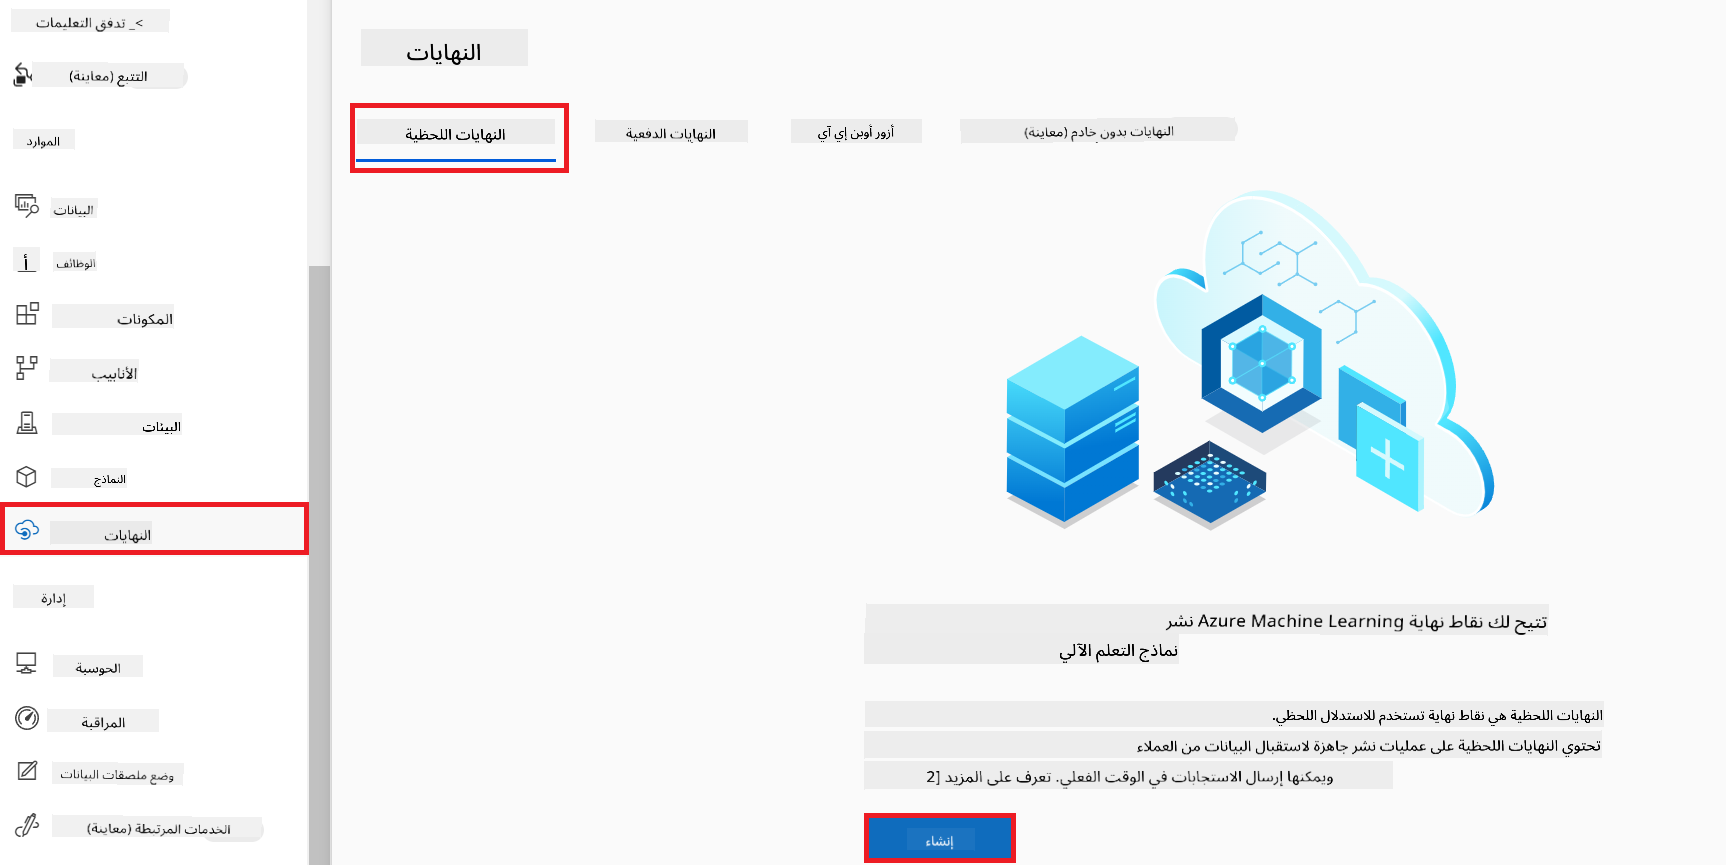 >_ تدفق التعليمات
التتبع (معاينة)
الموارد
البيانات
أ
الوظائف
المكونات
الأنابيب
البيئات
النماذج
النهايات
إدارة
الحوسبة
المراقبة
وضع ملصقات البيانات
الخدمات المرتبطة (معاينة)
النهايات
النهايات اللحظية
النهايات الدفعية
أزور أوبن إي آي
النهايات بدون خادم (معاينة)
تتيح لك نقاط نهاية Azure Machine Learning نشر
نماذج التعلم الآلي
النهايات اللحظية هي نقاط نهاية تستخدم للاستدلال اللحظي.
تحتوي النهايات اللحظية على عمليات نشر جاهزة لاستقبال البيانات من العملاء
ويمكنها إرسال الاستجابات في الوقت الفعلي. تعرف على المزيد [2
إنشاء